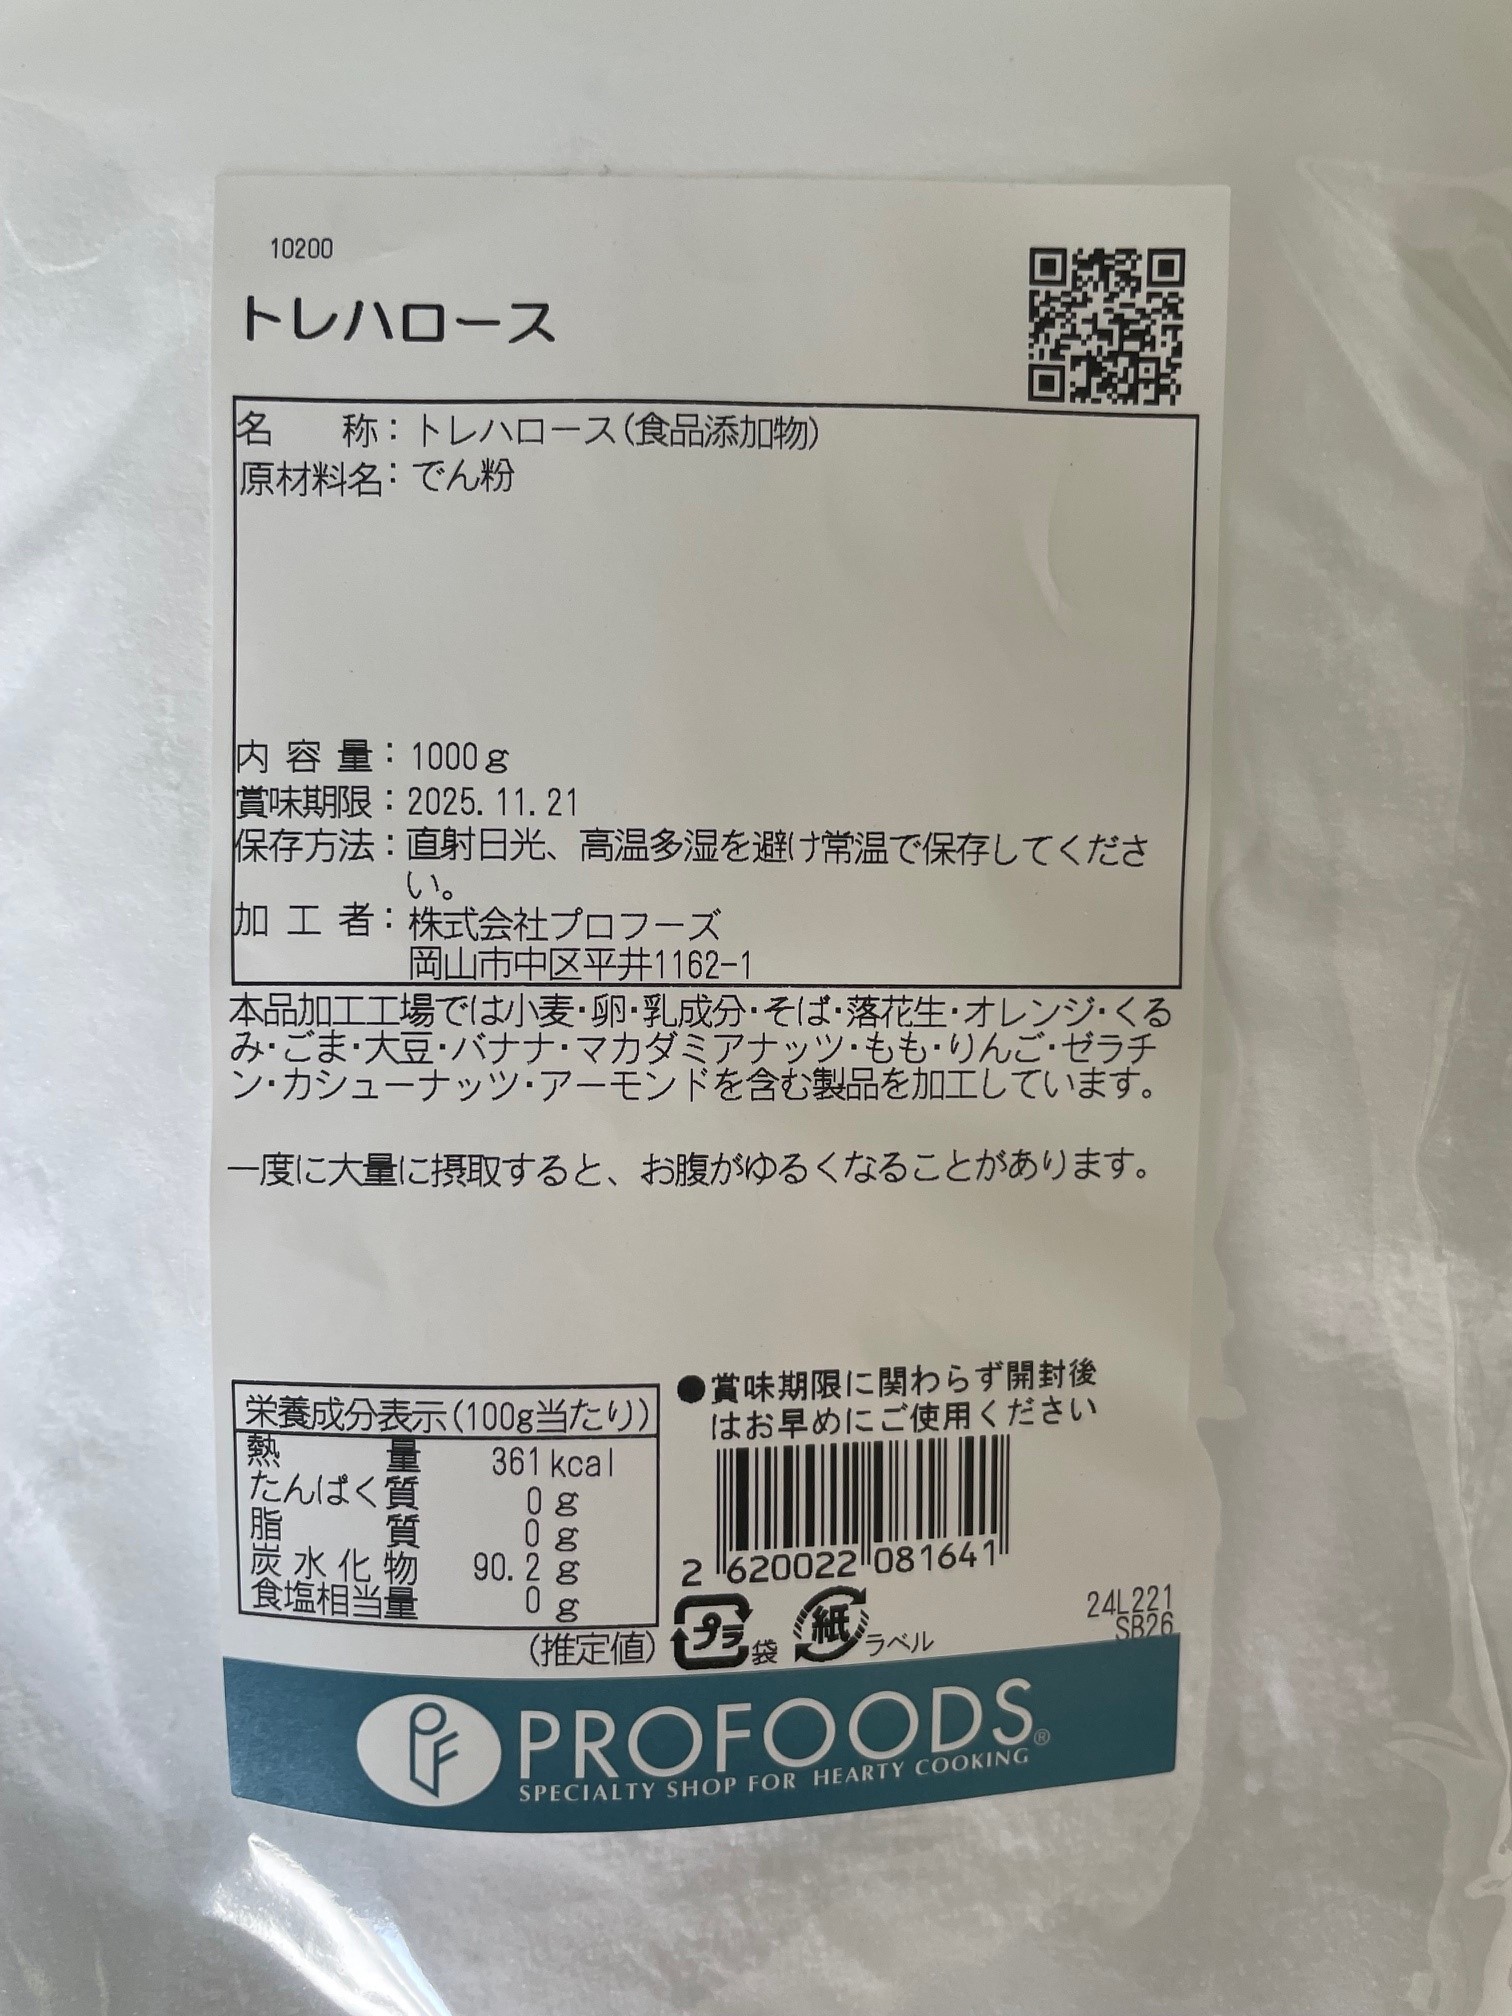 10200
トレハロース
名　　称：トレハロース(食品添加物)
原材料名：でん粉
内 容 量：1000g
賞味期限：2025.11.21
保存方法：直射日光、高温多湿を避け常温で保存してくださ
い。
加 工 者：株式会社プロフーズ
岡山市中区平井1162-1
本品加工工場では小麦・卵・乳成分・そば・落花生・オレンジ・くる
み・ごま・大豆・バナナ・マカダミアナッツ・もも・りんご・ゼラチ
ン・カシューナッツ・アーモンドを含む製品を加工しています。
一度に大量に摂取すると、お腹がゆるくなることがあります。
栄養成分表示(100g当たり)
熱　　量 361kcal
たんぱく質 0g
脂　　質 0g
炭水化物 90.2g
食塩相当量 0g
(推定値)
●賞味期限に関わらず開封後
はお早めにご使用ください
2 620022 081641
プラ 袋 紙 ラベル
24L221
SB26
PF PROFOODS®
SPECIALTY SHOP FOR HEARTY COOKING